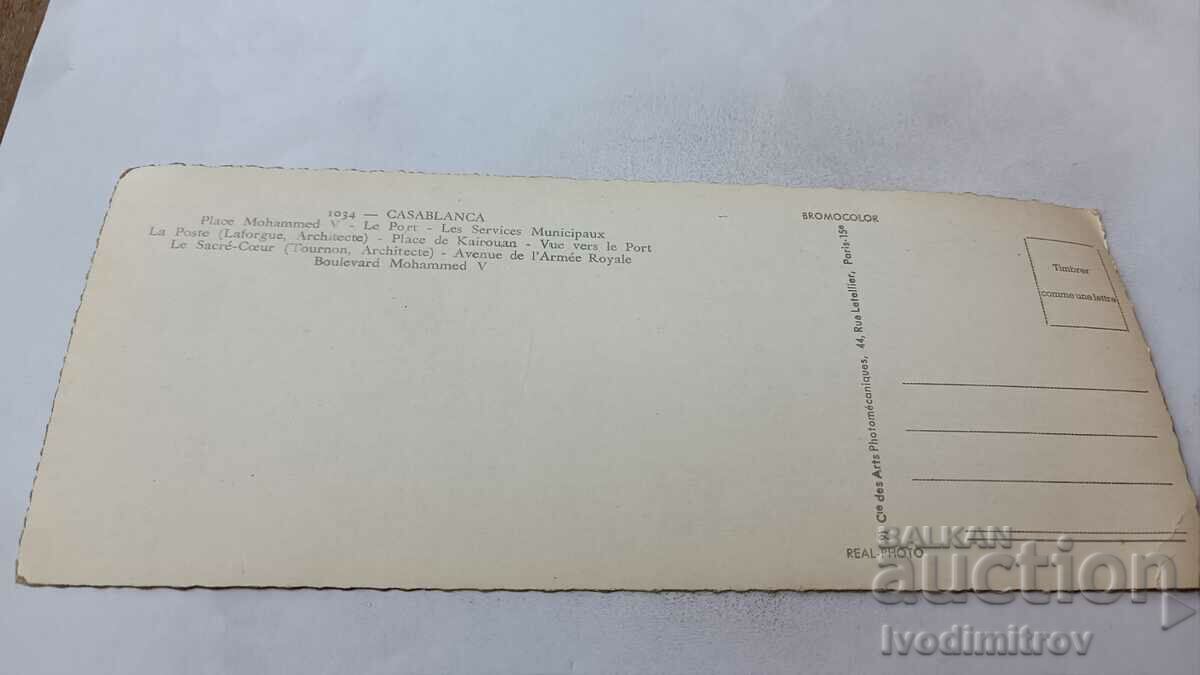 1034 — CASABLANCA
Place Mohammed V - Le Port - Les Services Municipaux
La Poste (Laforgue, Architecte) - Place de Kairouan - Vue vers le Port
Le Sacré-Cœur (Tournon, Architecte) - Avenue de l'Armée Royale
Boulevard Mohammed V
BROMOCOLOR
Cie des Arts Photomécaniques, 44, Rue Letellier, Paris-15e
Timbrer
comme une lettre
REAL-PHOTO
BALKAN
auction
Ivodimitrov